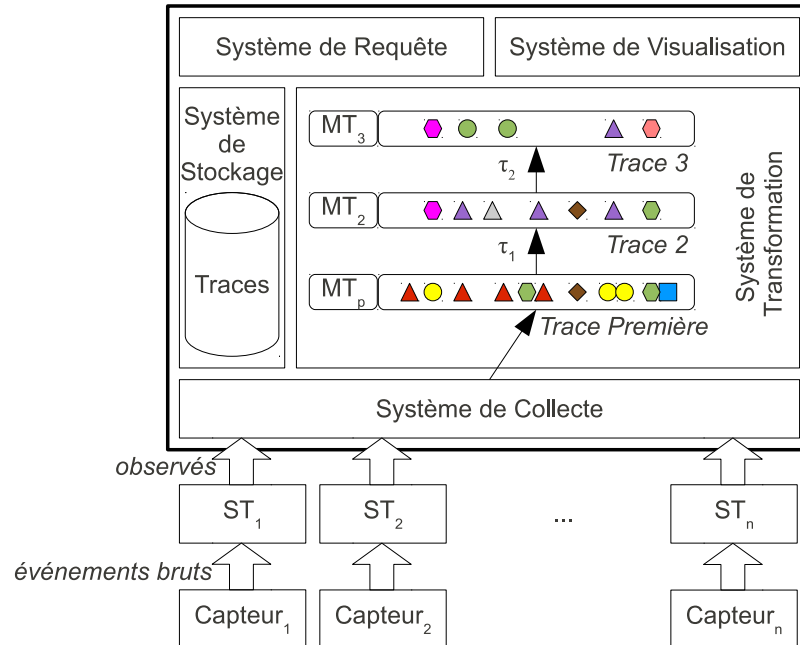 Système de Requête
Système de Visualisation
Système
de
Stockage
Traces
MT3
Trace 3
τ2
MT2
Trace 2
τ1
MTp
Trace Première
Système de
Transformation
Système de Collecte
observés
ST1
ST2
...
STn
événements bruts
Capteur1
Capteur2
Capteurn